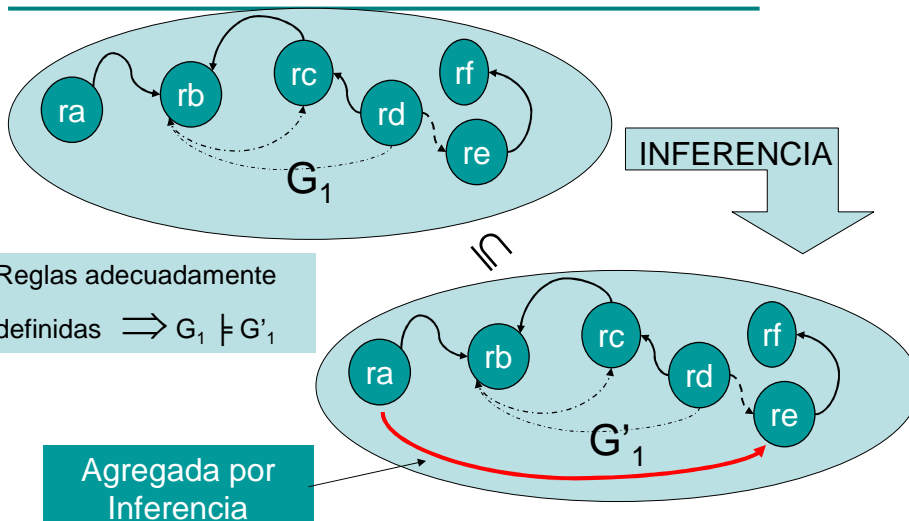 ra
rb
rc
rd
re
rf
G1
INFERENCIA
⊆
Reglas adecuadamente
definidas ⇒ G1 ⊧ G’1
ra
rb
rc
rd
re
rf
G’1
Agregada por
Inferencia